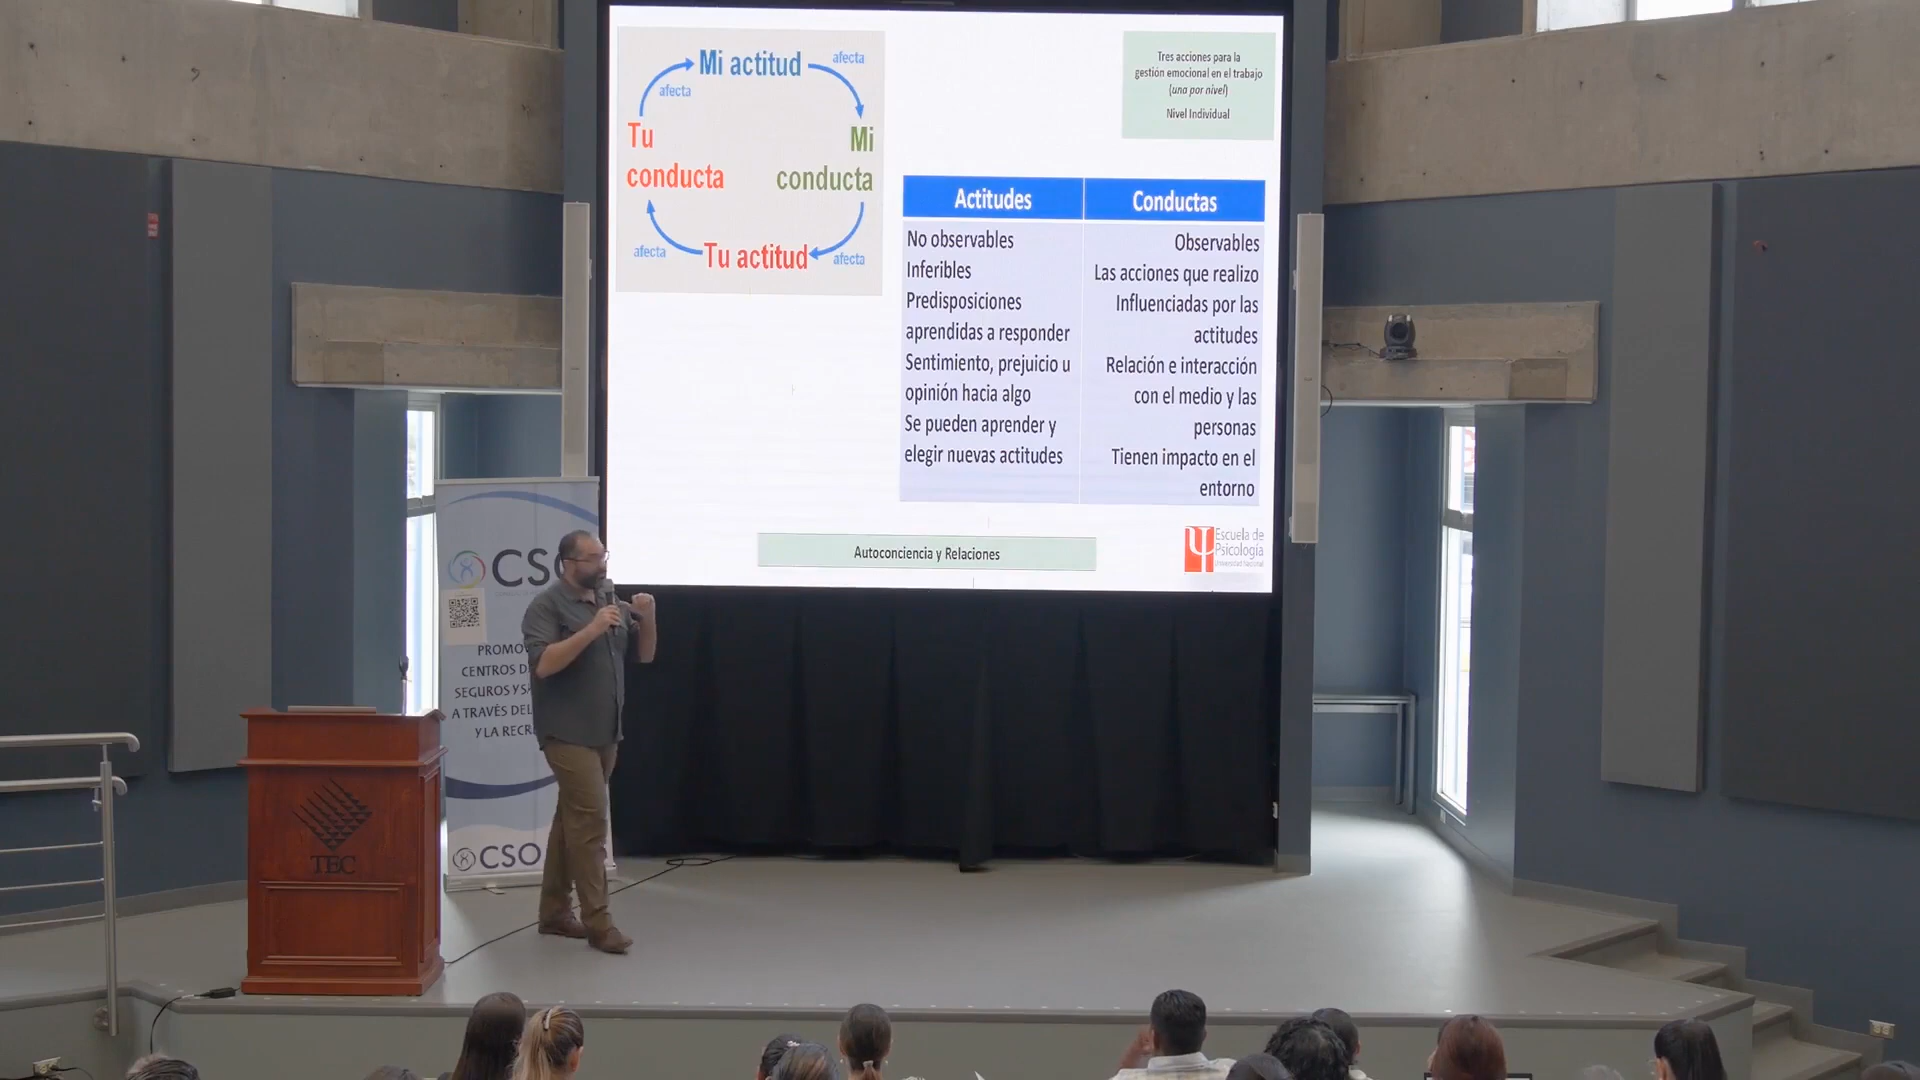 Mi actitud
afecta
afecta
Tu
conducta
Mi
conducta
afecta
Tu actitud
afecta
Tres acciones para la
gestión emocional en el trabajo
(una por nivel)
Nivel Individual
Actitudes
Conductas
No observables
Inferibles
Predisposiciones
aprendidas a responder
Sentimiento, prejuicio u
opinión hacia algo
Se pueden aprender y
elegir nuevas actitudes
Observables
Las acciones que realizo
Influenciadas por las
actitudes
Relación e interacción
con el medio y las
personas
Tienen impacto en el
entorno
Autoconciencia y Relaciones
Escuela de
Psicología
Universidad Nacional
CSO
PROMO
CENTROS D
SEGUROS Y SA
A TRAVÉS DEL
Y LA RECR
CSO
TEC